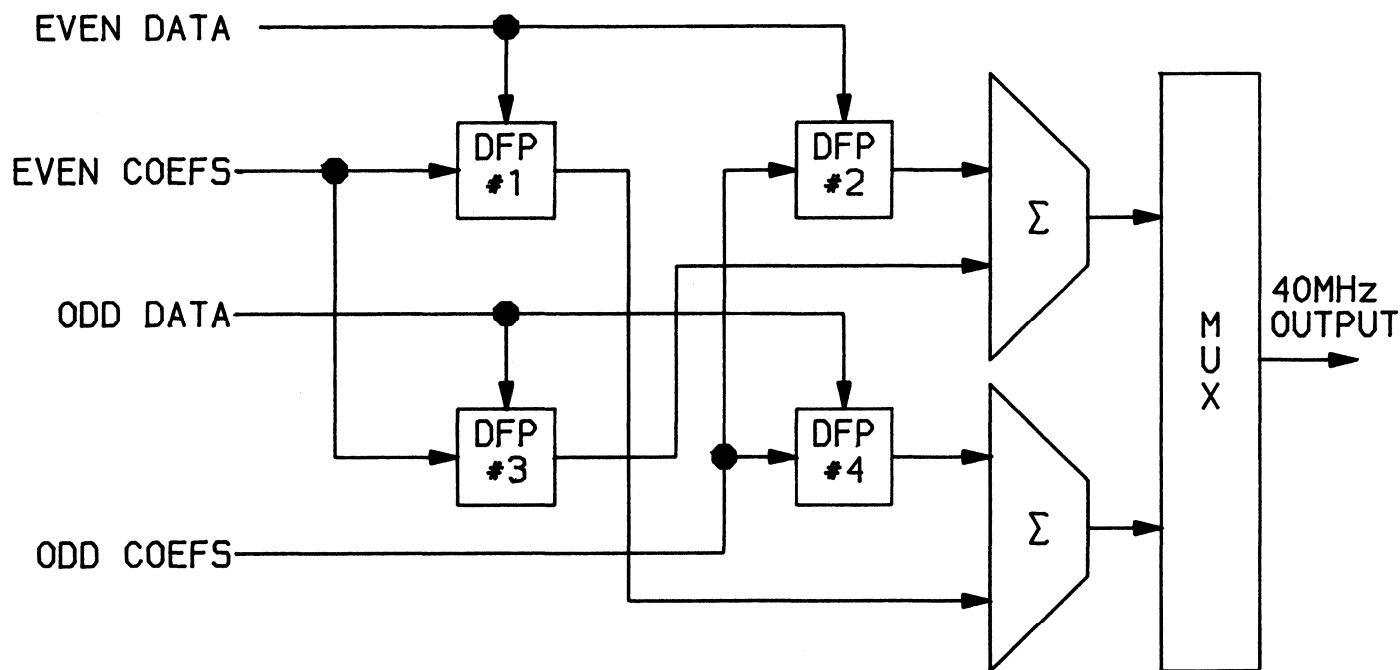 EVEN DATA
EVEN COEFS
DFP
#1
DFP
#2
Σ
ODD DATA
40MHz
OUTPUT
M
U
X
DFP
#3
DFP
#4
ODD COEFS
Σ